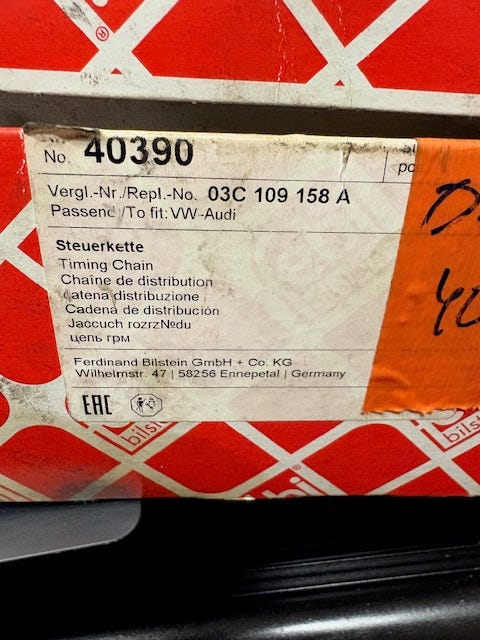 No. 40390
Vergl.-Nr./Repl.-No. 03C 109 158 A
Passend /To fit: VW-Audi
Steuerkette
Timing Chain
Chaîne de distribution
Catena distribuzione
Cadena de distribución
Jaccuch rozrz№du
цепь грм
Ferdinand Bilstein GmbH + Co. KG
Wilhelmstr. 47 | 58256 Ennepetal | Germany
EAC